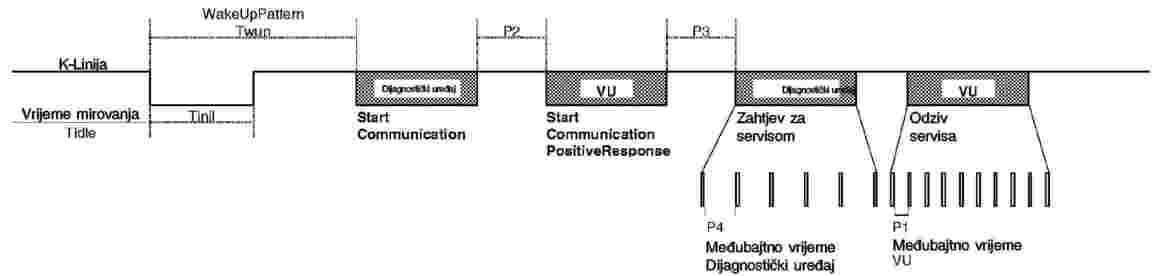 WakeUpPattern
Twup
P2
P3
K-Linija
Dijagnostički uređaj
VU
Dijagnostički uređaj
VU
Vrijeme mirovanja
Tinil
Tidle
Start
Communication
Start
Communication
PositiveResponse
Zahtjev za
servisom
Odziv
servisa
P4
Međubajtno vrijeme
Dijagnostički uređaj
P1
Međubajtno vrijeme
VU